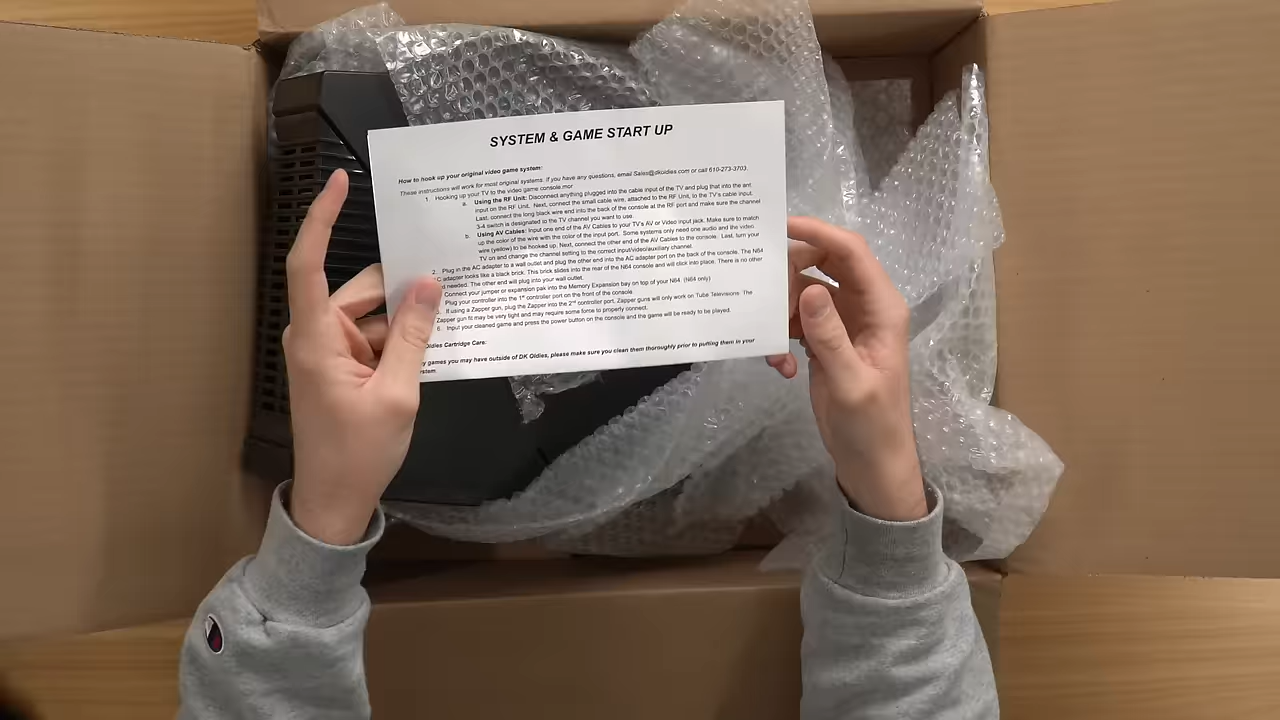 SYSTEM & GAME START UP
How to hook up your original video game system:
These instructions will work for most original systems. If you have any questions, email Sales@dkoldies.com or call 610-273-3703.
1. Hooking up your TV to the video game console.mor
a. Using the RF Unit: Disconnect anything plugged into the cable input of the TV and plug that into the ant
input on the RF Unit. Next, connect the small cable wire, attached to the RF Unit, to the TV's cable input.
Last, connect the long black wire end into the back of the console at the RF port and make sure the channel
3-4 switch is designated to the TV channel you want to use.
b. Using AV Cables: Input one end of the AV Cables to your TV's AV or Video input jack. Make sure to match
up the color of the wire with the color of the input port. Some systems only need one audio and the video
wire (yellow) to be hooked up. Next, connect the other end of the AV Cables to the console. Last, turn your
TV on and change the channel setting to the correct input/video/auxiliary channel.
2. Plug in the AC adapter to a wall outlet and plug the other end into the AC adapter port on the back of the console. The N64
C adapter looks like a black brick. This brick slides into the rear of the N64 console and will click into place. There is no other
d needed. The other end will plug into your wall outlet.
Connect your jumper or expansion pak into the Memory Expansion bay on top of your N64. (N64 only)
Plug your controller into the 1st controller port on the front of the console.
If using a Zapper gun, plug the Zapper into the 2nd controller port. Zapper guns will only work on Tube Televisions. The
Zapper gun fit may be very tight and may require some force to properly connect.
6. Input your cleaned game and press the power button on the console and the game will be ready to be played.
Oldies Cartridge Care:
y games you may have outside of DK Oldies, please make sure you clean them thoroughly prior to putting them in your
stem.